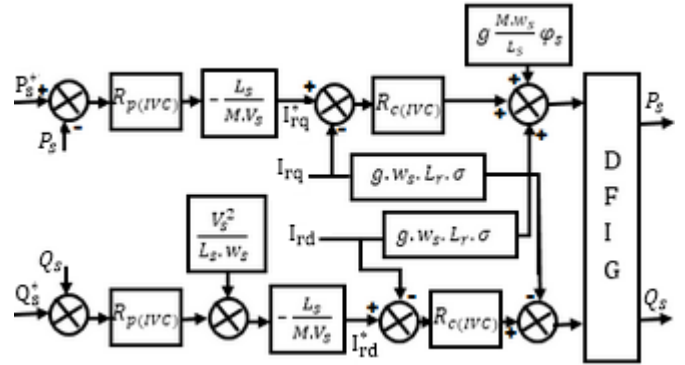 g M.w_s/L_s φ_s
P_s^* + R_p(IVC) - L_s/M.V_s I_rq^* + R_c(IVC) + +
- P_s - +
I_rq g.w_s.L_r.σ
I_rd g.w_s.L_r.σ
V_s^2/L_s.w_s
Q_s
Q_s^* R_p(IVC) - L_s/M.V_s + I_rd^* - R_c(IVC) + -
DFIG
P_s
Q_s